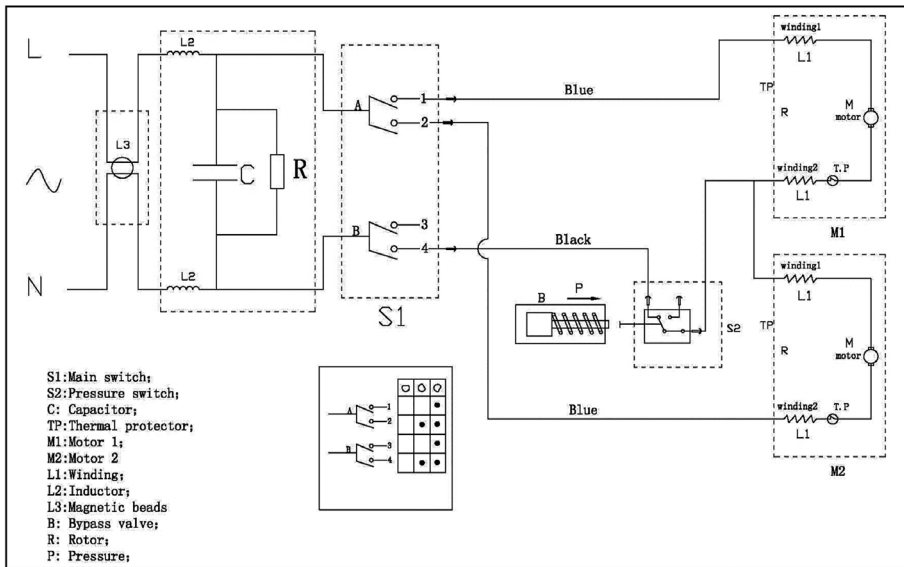 L
L2
L3
C
R
L2
N
A
1
2
B
3
4
S1
Blue
Black
Blue
B
P
S2
winding1
L1
TP
R
M
motor
winding2
T.P
L1
M1
winding1
L1
TP
R
M
motor
winding2
T.P
L1
M2
A
1
2
B
3
4
S1:Main switch;
S2:Pressure switch;
C: Capacitor;
TP:Thermal protector;
M1:Motor 1;
M2:Motor 2
L1:Winding;
L2:Inductor;
L3:Magnetic beads
B: Bypass valve;
R: Rotor;
P: Pressure;